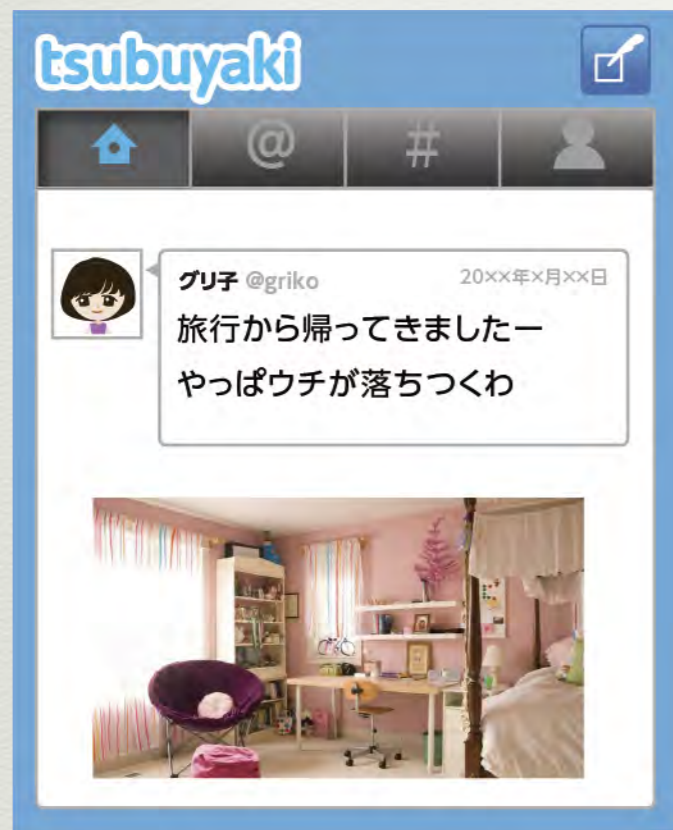 tsubuyaki
@
#
グリ子 @griko
20××年×月××日
旅行から帰ってきましたー
やっぱウチが落ちつくわ